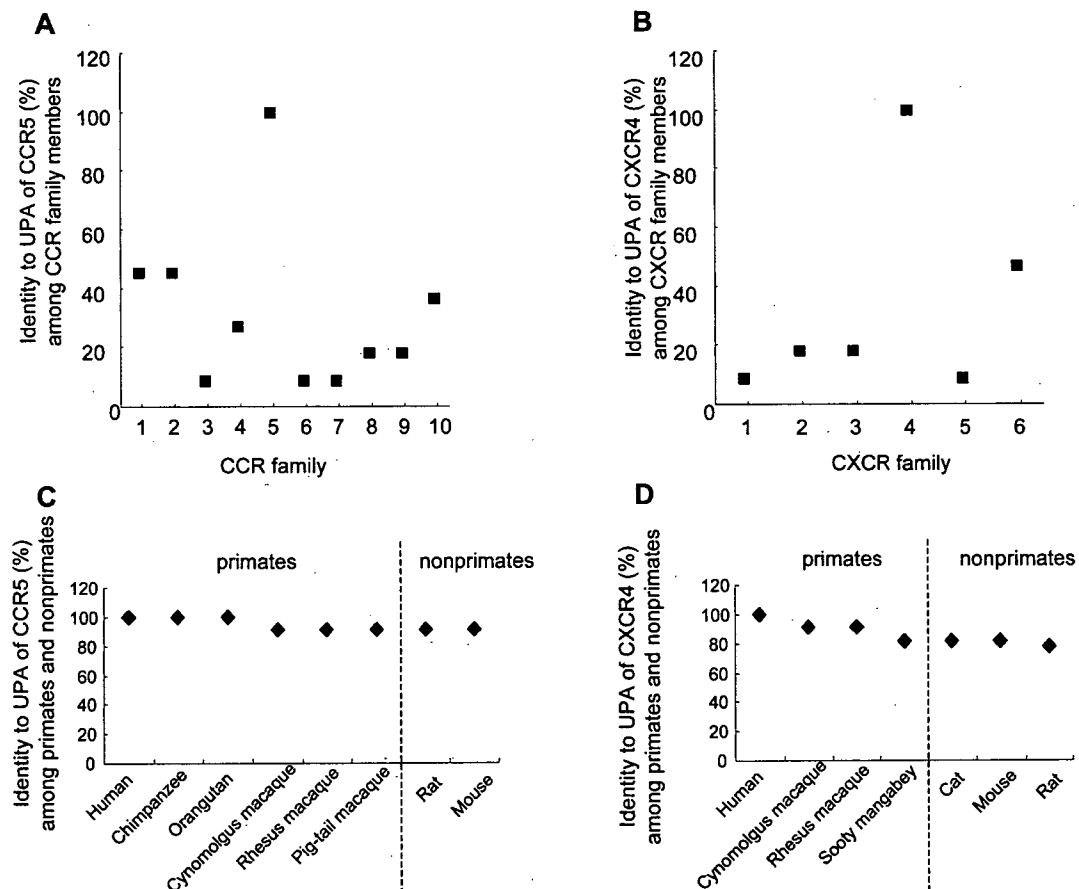 A
Identity to UPA of CCR5 (%)
among CCR family members
120
100
80
60
40
20
0
1 2 3 4 5 6 7 8 9 10
CCR family
B
Identity to UPA of CXCR4 (%)
among CXCR family members
120
100
80
60
40
20
0
1 2 3 4 5 6
CXCR family
C
primates nonprimates
Identity to UPA of CCR5 (%)
among primates and nonprimates
120
100
80
60
40
20
0
Human
Chimpanzee
Orangutan
Cynomolgus macaque
Rhesus macaque
Pig-tail macaque
Rat
Mouse
D
primates nonprimates
Identity to UPA of CXCR4 (%)
among primates and nonprimates
120
100
80
60
40
20
0
Human
Cynomolgus macaque
Rhesus macaque
Sooty mangabey
Cat
Mouse
Rat